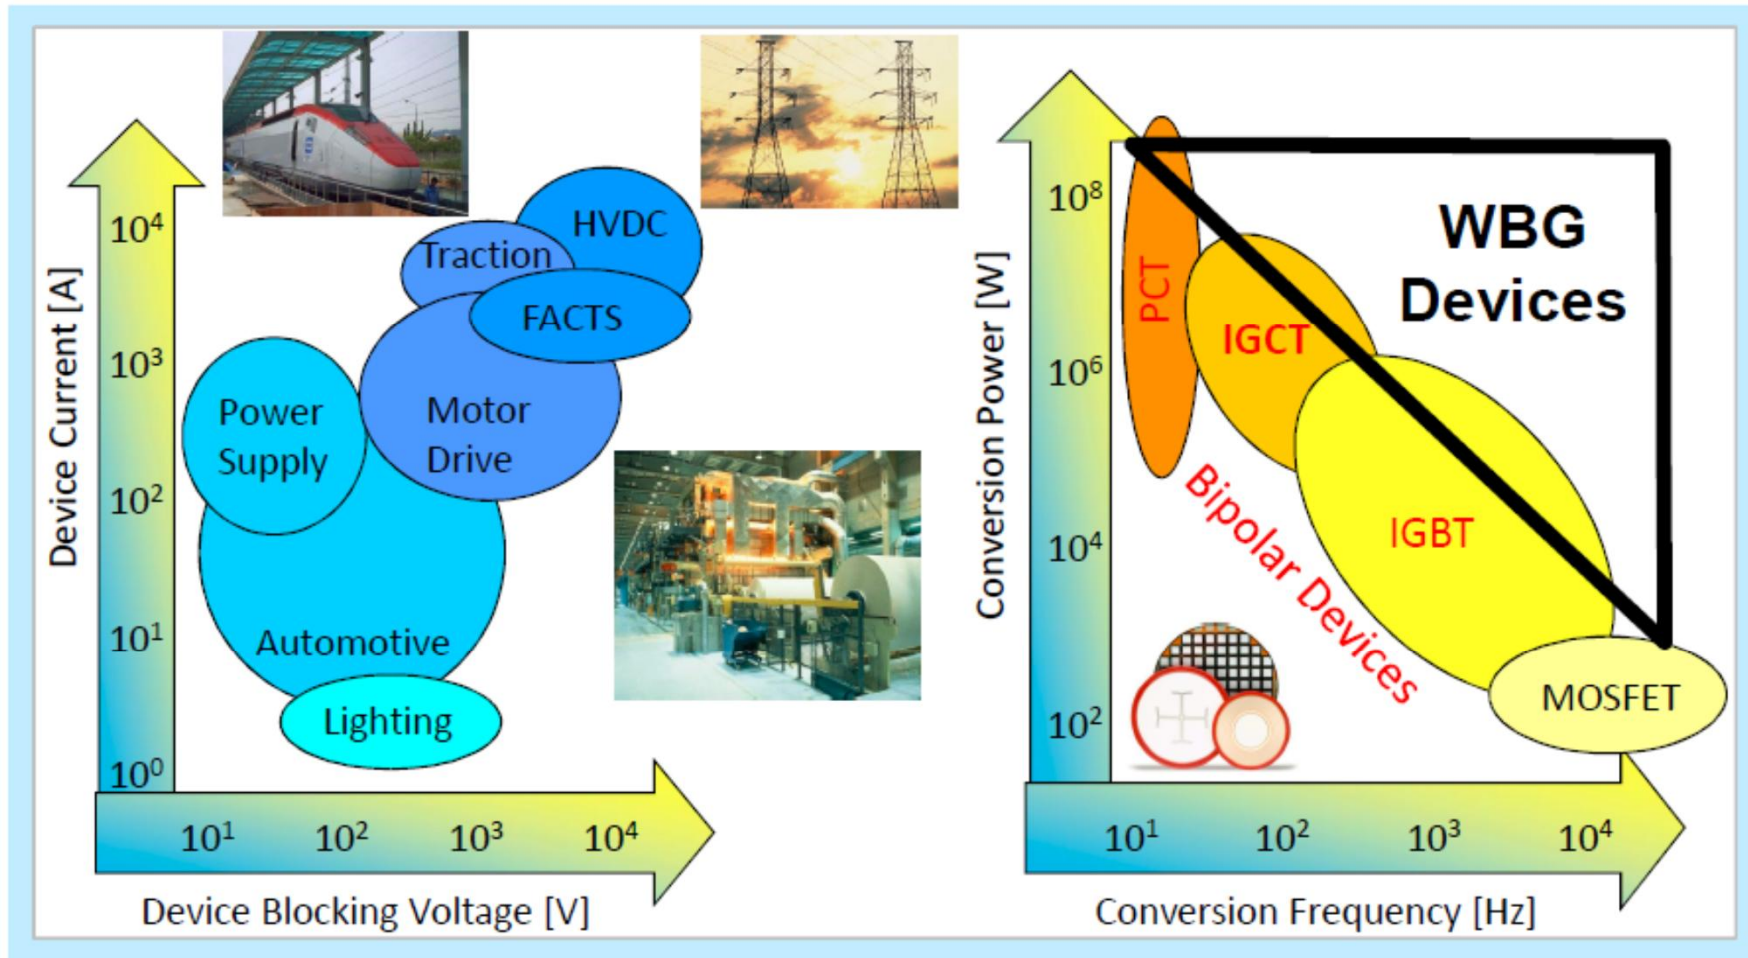 Device Current [A]
10⁴
10³
10²
10¹
10⁰
HVDC
Traction
FACTS
Power
Supply
Motor
Drive
Automotive
Lighting
10¹ 10² 10³ 10⁴
Device Blocking Voltage [V]
Conversion Power [W]
10⁸
10⁶
10⁴
10²
WBG
Devices
PCT
IGCT
IGBT
Bipolar Devices
MOSFET
10¹ 10² 10³ 10⁴
Conversion Frequency [Hz]